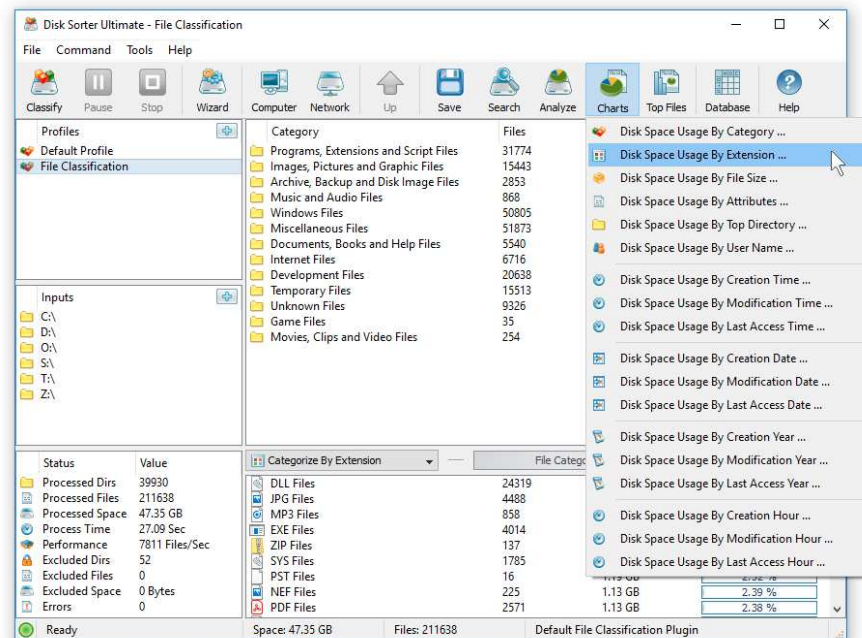 Disk Sorter Ultimate - File Classification
File Command Tools Help
Classify Pause Stop Wizard Computer Network Up Save Search Analyze Charts Top Files Database Help
Profiles
Default Profile
File Classification
Inputs
C:\
D:\
O:\
S:\
T:\
Z:\
Category Files
Programs, Extensions and Script Files 31774
Images, Pictures and Graphic Files 15443
Archive, Backup and Disk Image Files 2853
Music and Audio Files 868
Windows Files 50805
Miscellaneous Files 51873
Documents, Books and Help Files 5540
Internet Files 6716
Development Files 20638
Temporary Files 15513
Unknown Files 9326
Game Files 35
Movies, Clips and Video Files 254
Disk Space Usage By Category ...
Disk Space Usage By Extension ...
Disk Space Usage By File Size ...
Disk Space Usage By Attributes ...
Disk Space Usage By Top Directory ...
Disk Space Usage By User Name ...
Disk Space Usage By Creation Time ...
Disk Space Usage By Modification Time ...
Disk Space Usage By Last Access Time ...
Disk Space Usage By Creation Date ...
Disk Space Usage By Modification Date ...
Disk Space Usage By Last Access Date ...
Disk Space Usage By Creation Year ...
Disk Space Usage By Modification Year ...
Disk Space Usage By Last Access Year ...
Disk Space Usage By Creation Hour ...
Disk Space Usage By Modification Hour ...
Disk Space Usage By Last Access Hour ...
Status Value
Processed Dirs 39930
Processed Files 211638
Processed Space 47.35 GB
Process Time 27.09 Sec
Performance 7811 Files/Sec
Excluded Dirs 52
Excluded Files 0
Excluded Space 0 Bytes
Errors 0
Categorize By Extension File Categ
DLL Files 24319
JPG Files 4488
MP3 Files 858
EXE Files 4014
ZIP Files 137
SYS Files 1785
PST Files 16
NEF Files 225 1.13 GB 2.39 %
PDF Files 2571 1.13 GB 2.38 %
Ready Space: 47.35 GB Files: 211638 Default File Classification Plugin